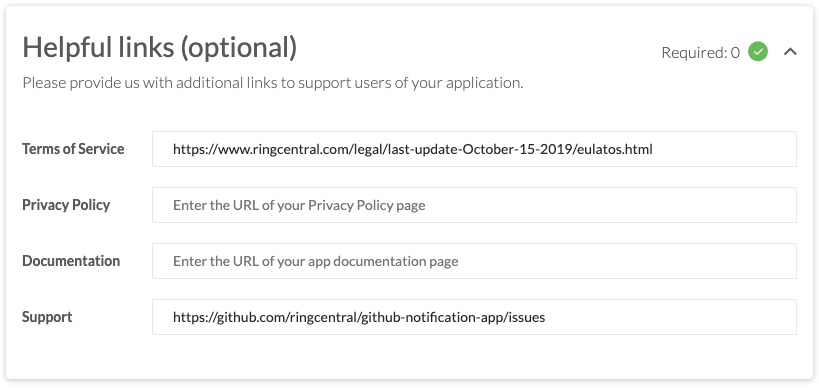 Helpful links (optional)
Required: 0
Please provide us with additional links to support users of your application.
Terms of Service
https://www.ringcentral.com/legal/last-update-October-15-2019/eulatos.html
Privacy Policy
Enter the URL of your Privacy Policy page
Documentation
Enter the URL of your app documentation page
Support
https://github.com/ringcentral/github-notification-app/issues